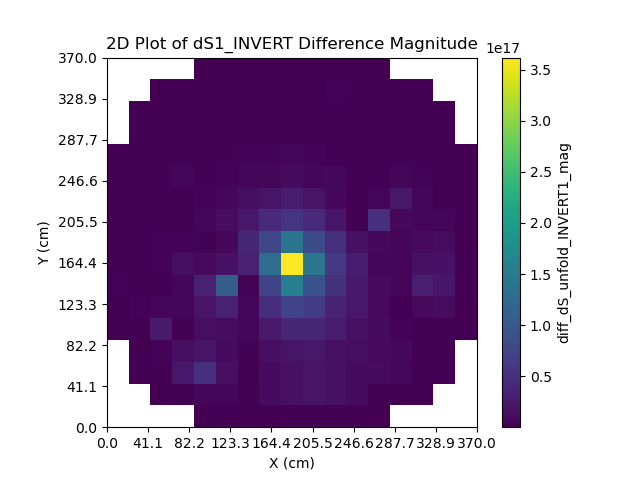 2D Plot of dS1_INVERT Difference Magnitude
1e17
370.0
328.9
287.7
246.6
205.5
164.4
123.3
82.2
41.1
0.0
Y (cm)
0.0 41.1 82.2 123.3 164.4 205.5 246.6 287.7 328.9 370.0
X (cm)
3.5
3.0
2.5
2.0
1.5
1.0
0.5
diff_dS_unfold_INVERT1_mag